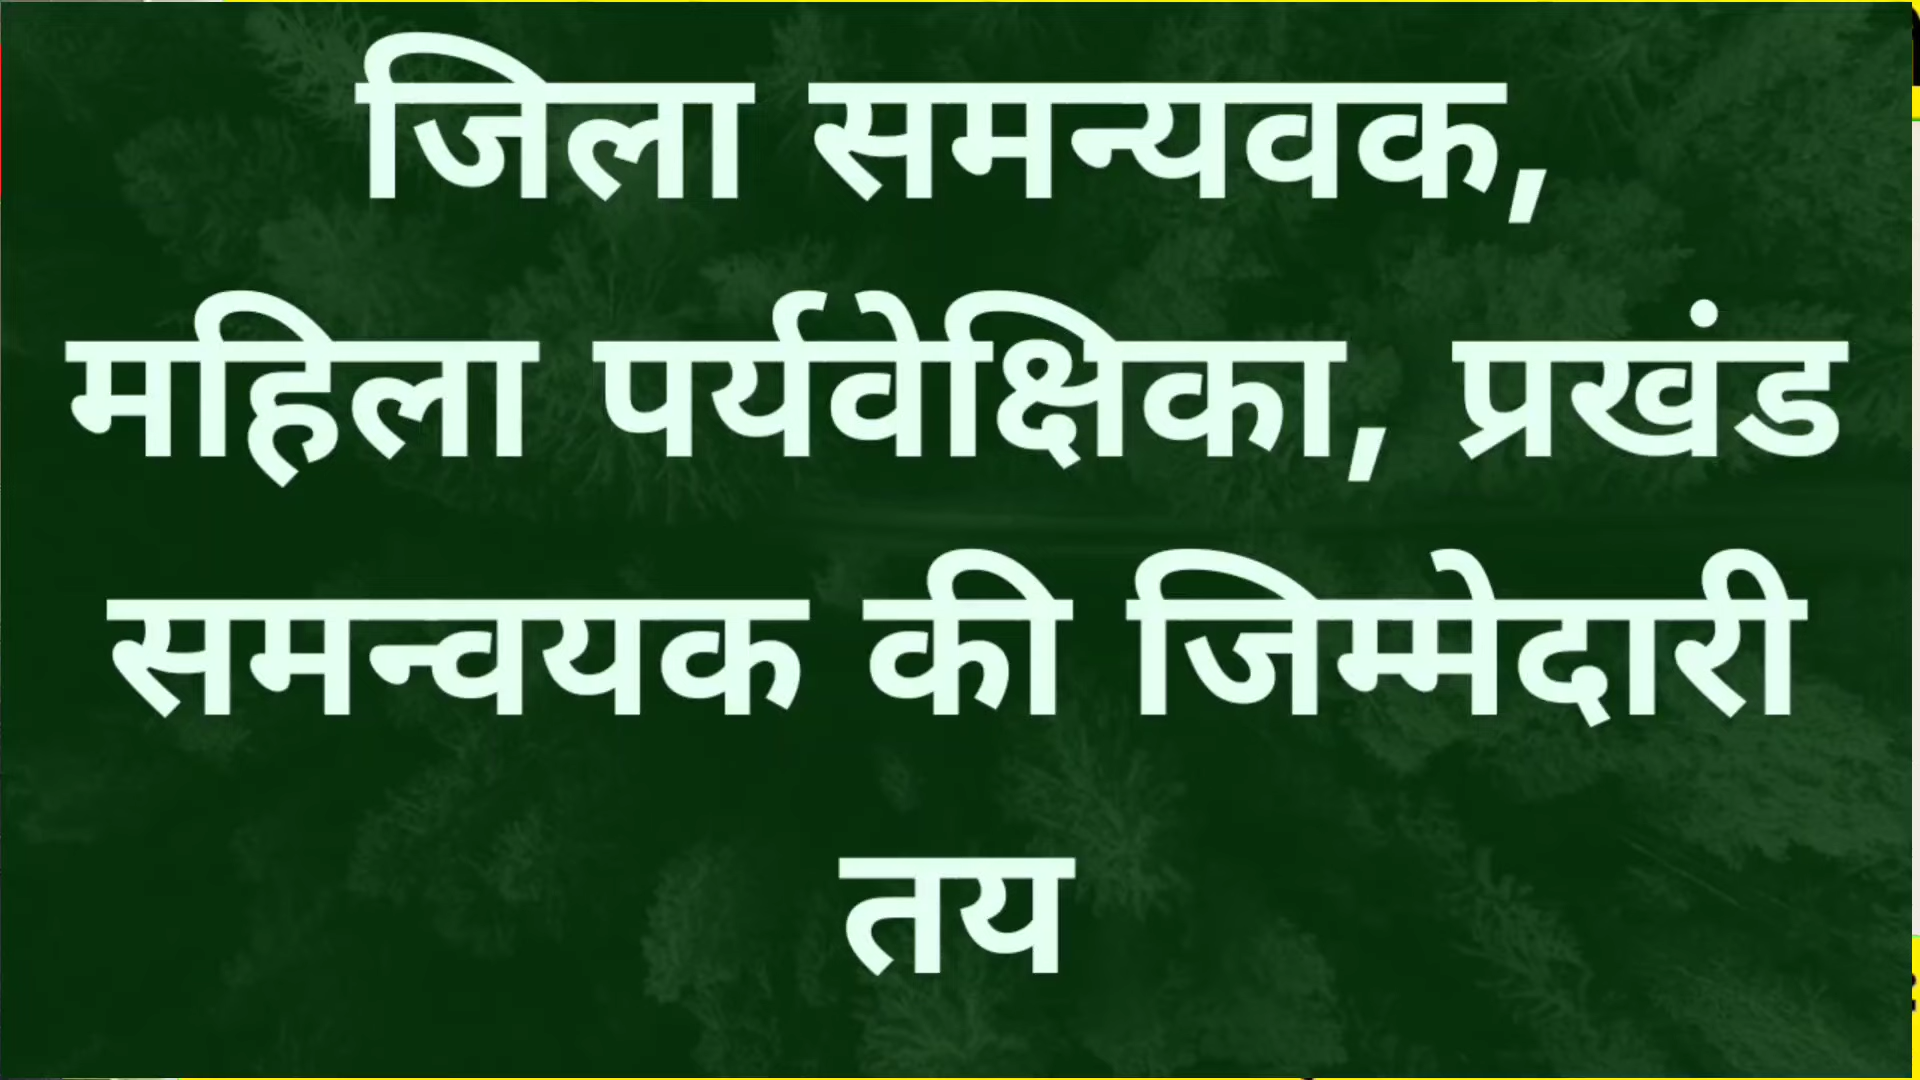 जिला समन्यवक,
महिला पर्यवेक्षिका, प्रखंड
समन्वयक की जिम्मेदारी
तय